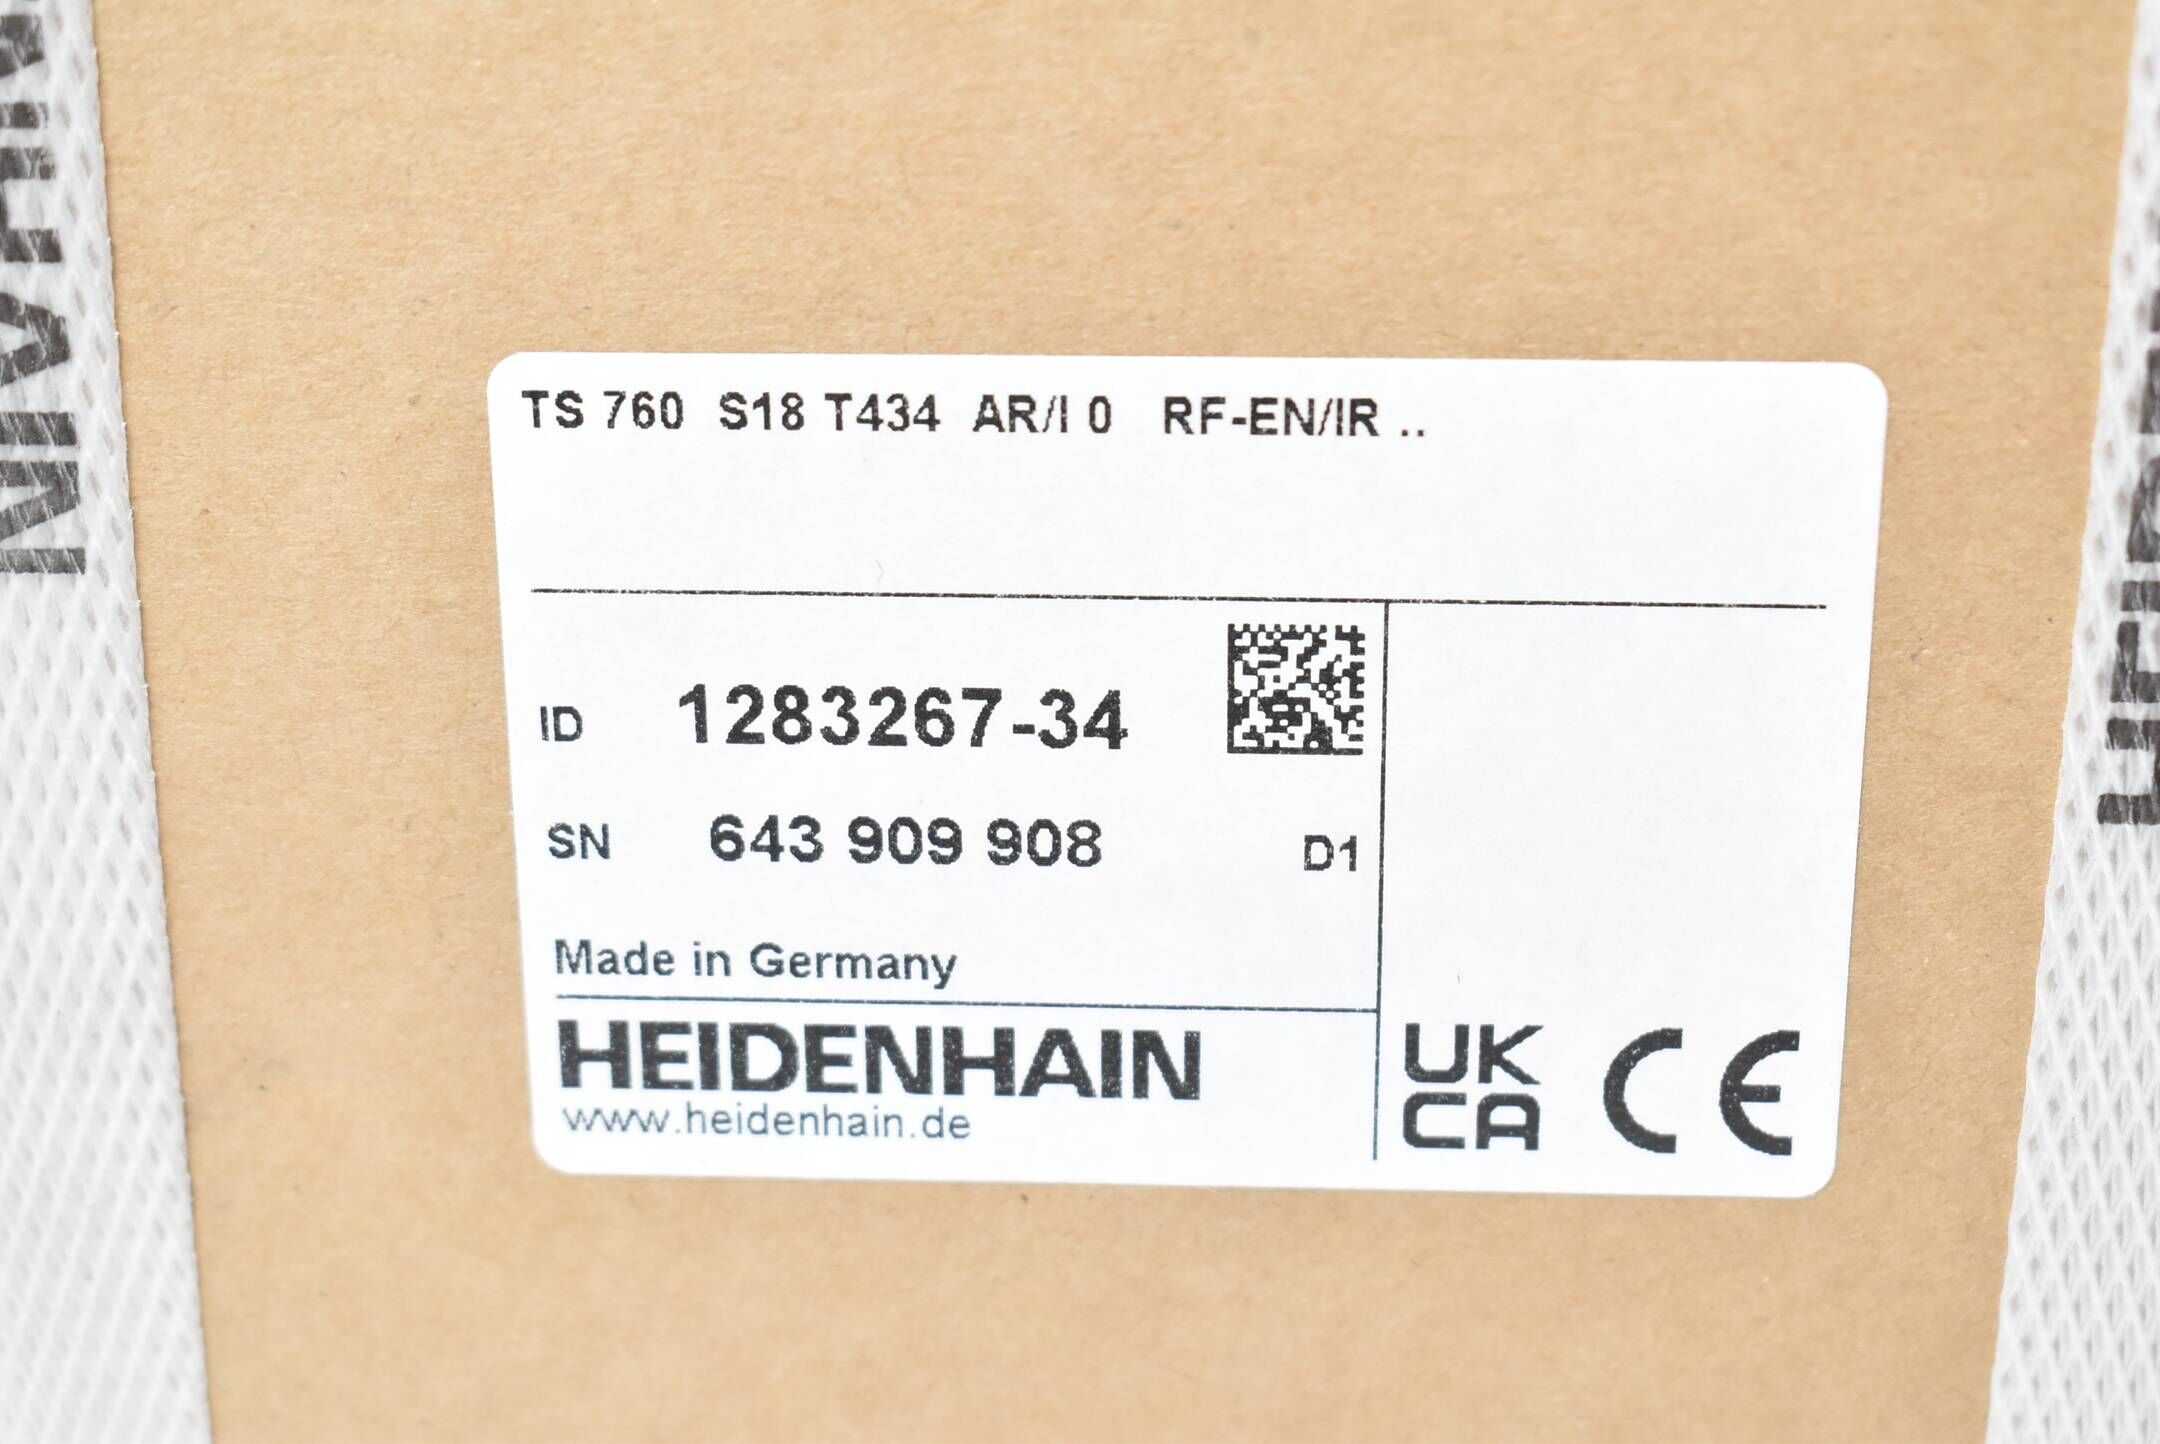 TS 760 S18 T434 AR/I 0 RF-EN/IR ..
ID 1283267-34
SN 643 909 908 D1
Made in Germany
HEIDENHAIN
www.heidenhain.de
UK
CA
CE